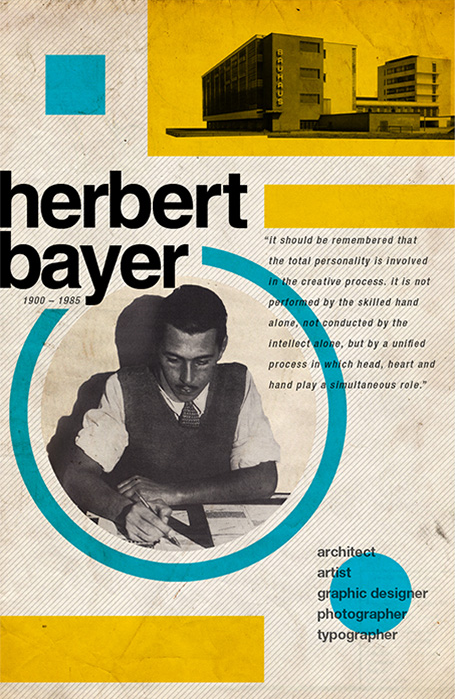 BAUHAUS
herbert
bayer
1900 – 1985
“it should be remembered that
the total personality is involved
in the creative process. it is not
performed by the skilled hand
alone, not conducted by the
intellect alone, but by a unified
process in which head, heart and
hand play a simultaneous role.”
architect
artist
graphic designer
photographer
typographer